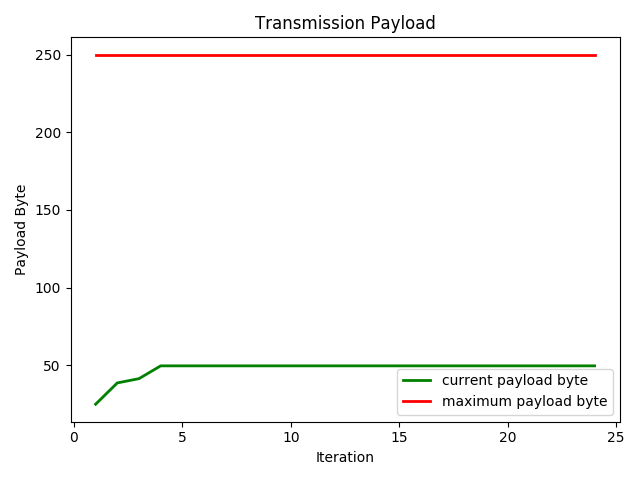 Transmission Payload
250
200
150
100
50
Payload Byte
0
5
10
15
20
25
Iteration
current payload byte
maximum payload byte